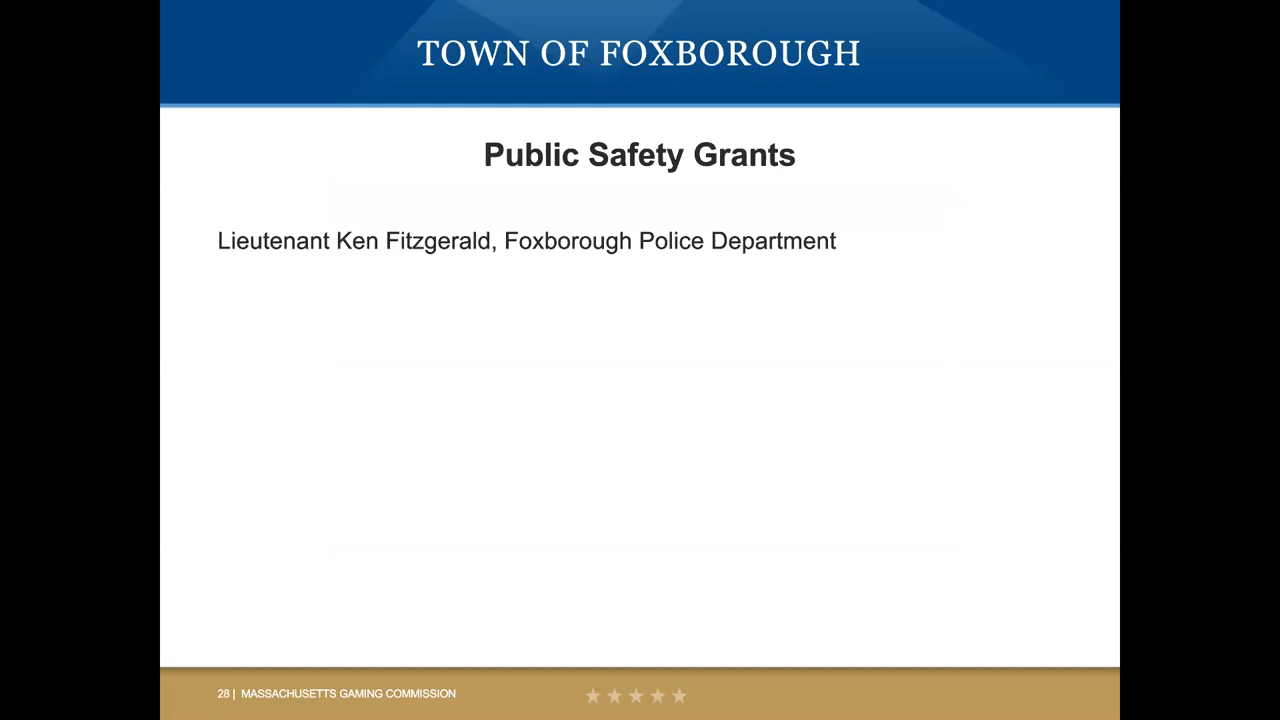 TOWN OF FOXBOROUGH
Public Safety Grants
Lieutenant Ken Fitzgerald, Foxborough Police Department
28 | MASSACHUSETTS GAMING COMMISSION